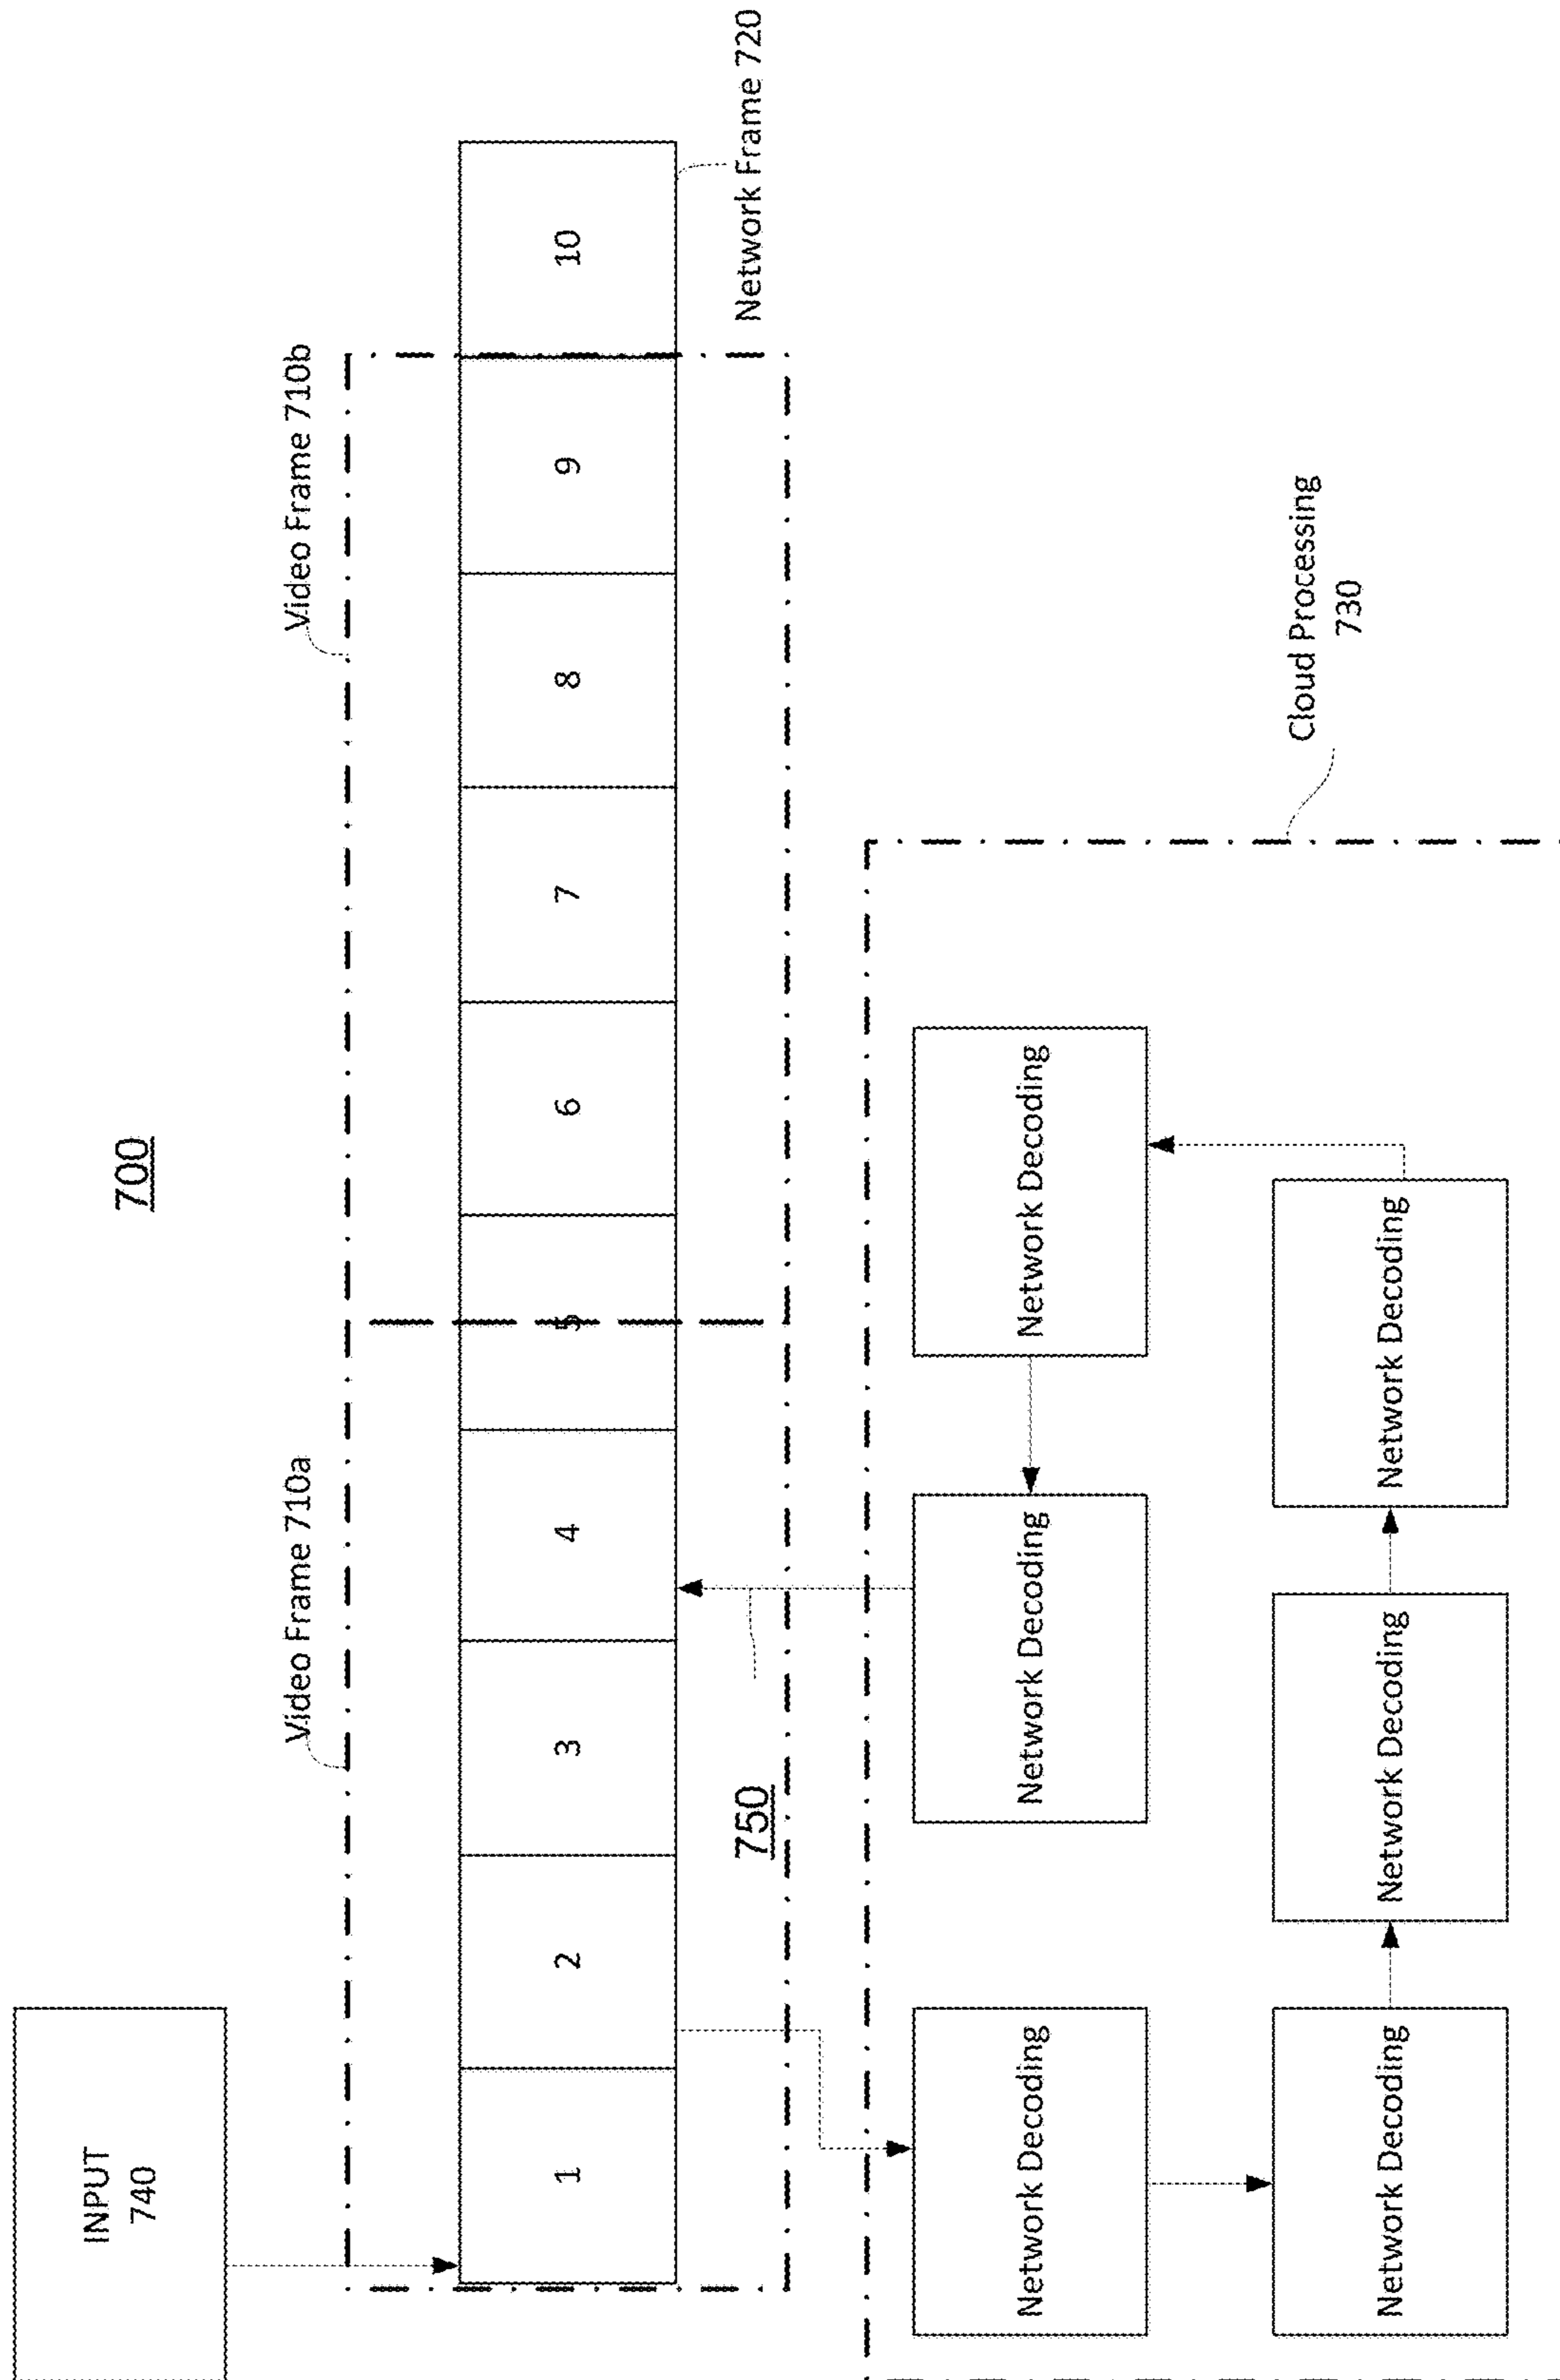 700
INPUT
740
Video Frame 710a
Video Frame 710b
1
2
3
4
5
6
7
8
9
10
Network Frame 720
750
Network Decoding
Network Decoding
Network Decoding
Network Decoding
Network Decoding
Network Decoding
Cloud Processing
730